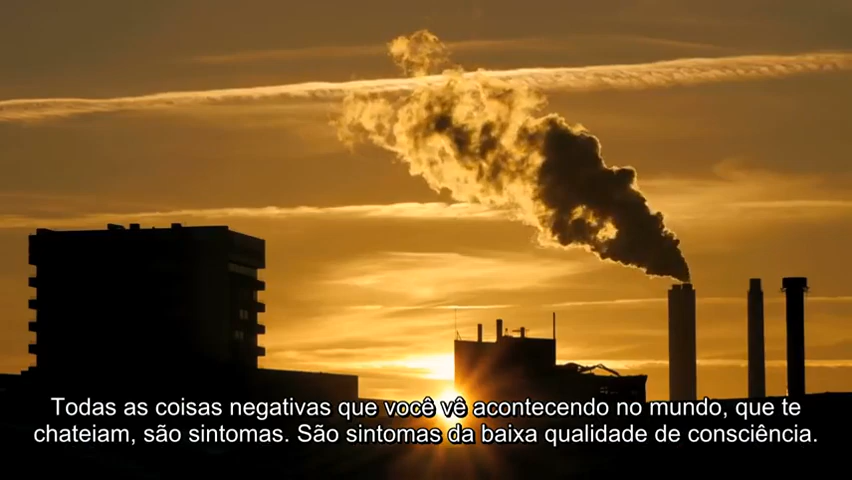 Todas as coisas negativas que você vê acontecendo no mundo, que te
chateiam, são sintomas. São sintomas da baixa qualidade de consciência.